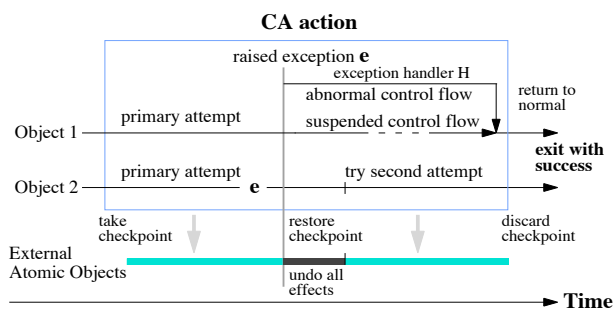 CA action
raised exception e
exception handler H
abnormal control flow
return to
normal
primary attempt
suspended control flow
Object 1
exit with
success
primary attempt
try second attempt
Object 2
e
take
checkpoint
restore
checkpoint
discard
checkpoint
External
Atomic Objects
undo all
effects
Time